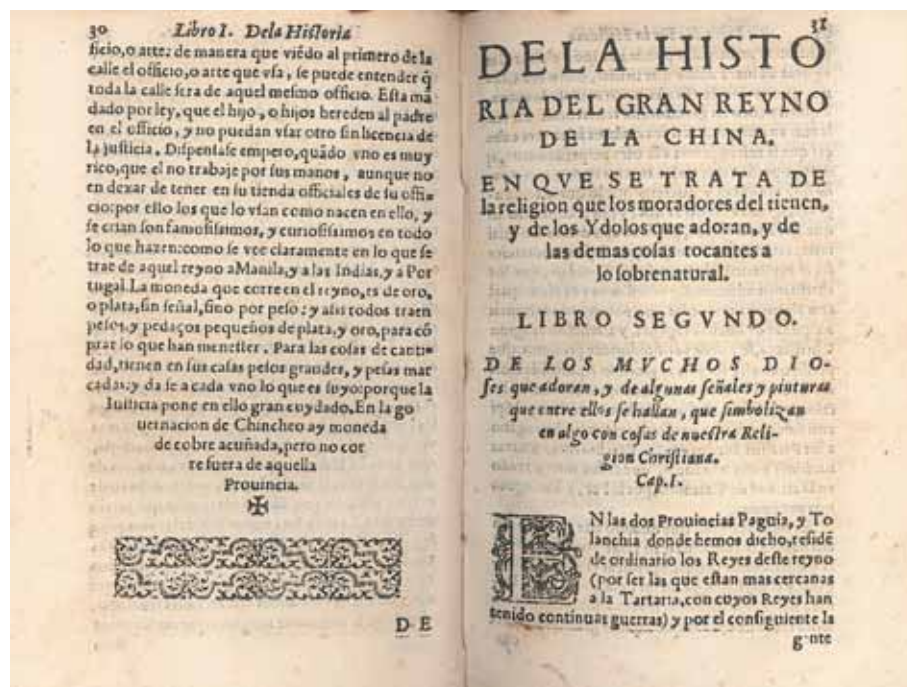 30 Libro I. Dela Historia
ficio, o arte: de manera que viẽdo al primero de la
calle el officio, o arte que vſa, ſe puede entender q̃
toda la calle ſera de aquel meſmo officio. Eſta mã
dado por ley, que el hijo, o hijos hereden al padre
en el officio, y no puedan vſar otro ſin licencia de
la juſticia. Diſpenſaſe empero, quãdo vno es muy
rico, que el no trabaje por ſus manos, aunque no
en dexar de tener en ſu tienda officiales de ſu offi-
cio: por eſto los que lo vſan como nacen en ello, y
ſe crian ſon famoſiſsimos, y curioſiſsimos en todo
lo que hazen: como ſe vee claramente en lo que ſe
trae de aquel reyno a Manila, y a las Indias, y a Por
tugal. La moneda que corre en el reyno, es de oro,
o plata, ſin ſeñal, ſino por peſo: y aſsi todos traen
peſos, y pedaços pequeños de plata, y oro, para cõ
prar lo que han meneſter. Para las coſas de canti-
dad, tienen en ſus caſas peſos grandes, y peſas mar
cadas: y da ſe a cada vno lo que es ſuyo: porque la
Iuſticia pone en ello gran cuydado. En la go
uernacion de Chincheo ay moneda
de cobre acuñada, pero no cor
re fuera de aquella
Prouincia.
✠
D E
31
DE LA HISTO
RIA DEL GRAN REYNO
DE LA CHINA.
EN QVE SE TRATA DE
la religion que los moradores del tienen,
y de los Ydolos que adoran, y de
las demas coſas tocantes a
lo ſobrenatural.
LIBRO SEGVNDO.
DE LOS MVCHOS DIO-
ſes que adoran, y de algunas ſeñales y pinturas
que entre ellos ſe hallan, que ſimbolizan
en algo con coſas de nueſtra Reli-
gion Chriſtiana.
Cap. I.
EN las dos Prouincias Paguia, y To
lanchia donde hemos dicho, reſidẽ
de ordinario los Reyes deſte reyno
(por ſer las que eſtan mas cercanas
a la Tartaria, con cuyos Reyes han
tenido continuas guerras) y por el conſiguiente la
gente